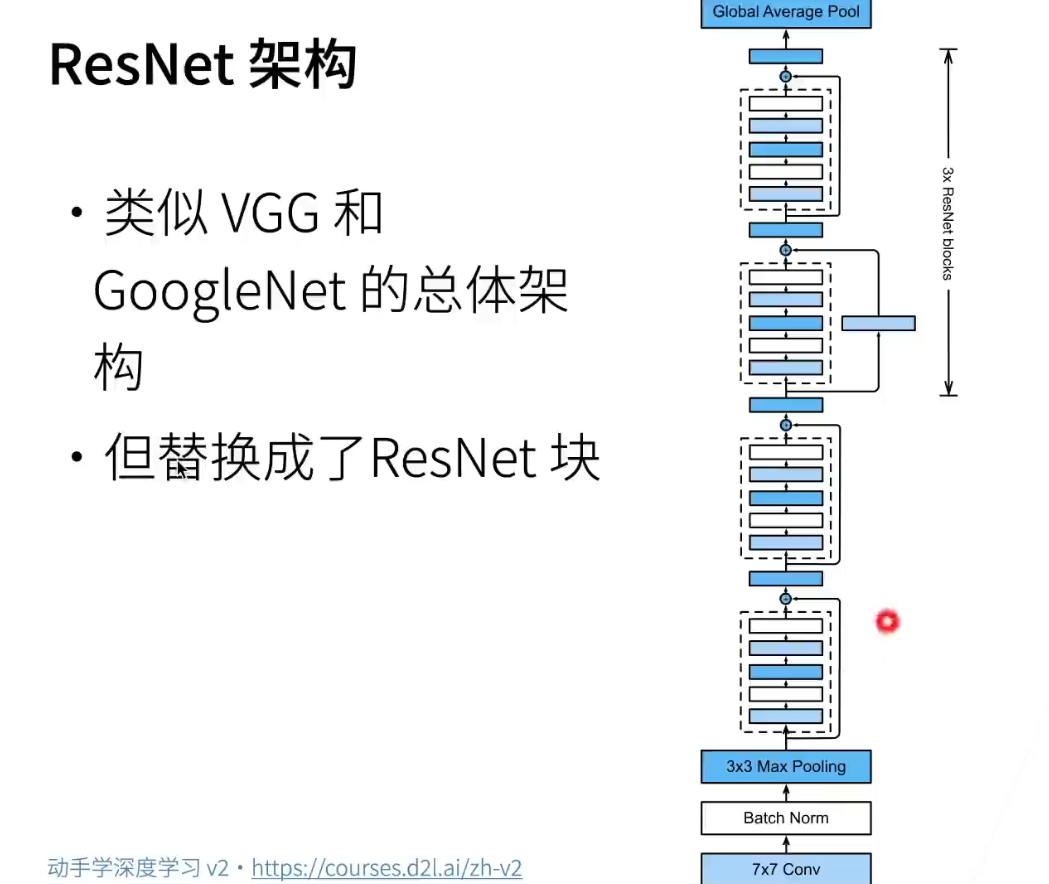 ResNet 架构
• 类似 VGG 和
GoogleNet 的总体架
构
• 但替换成了ResNet 块
Global Average Pool
3x ResNet blocks
3x3 Max Pooling
Batch Norm
7x7 Conv
动手学深度学习 v2 • https://courses.d2l.ai/zh-v2